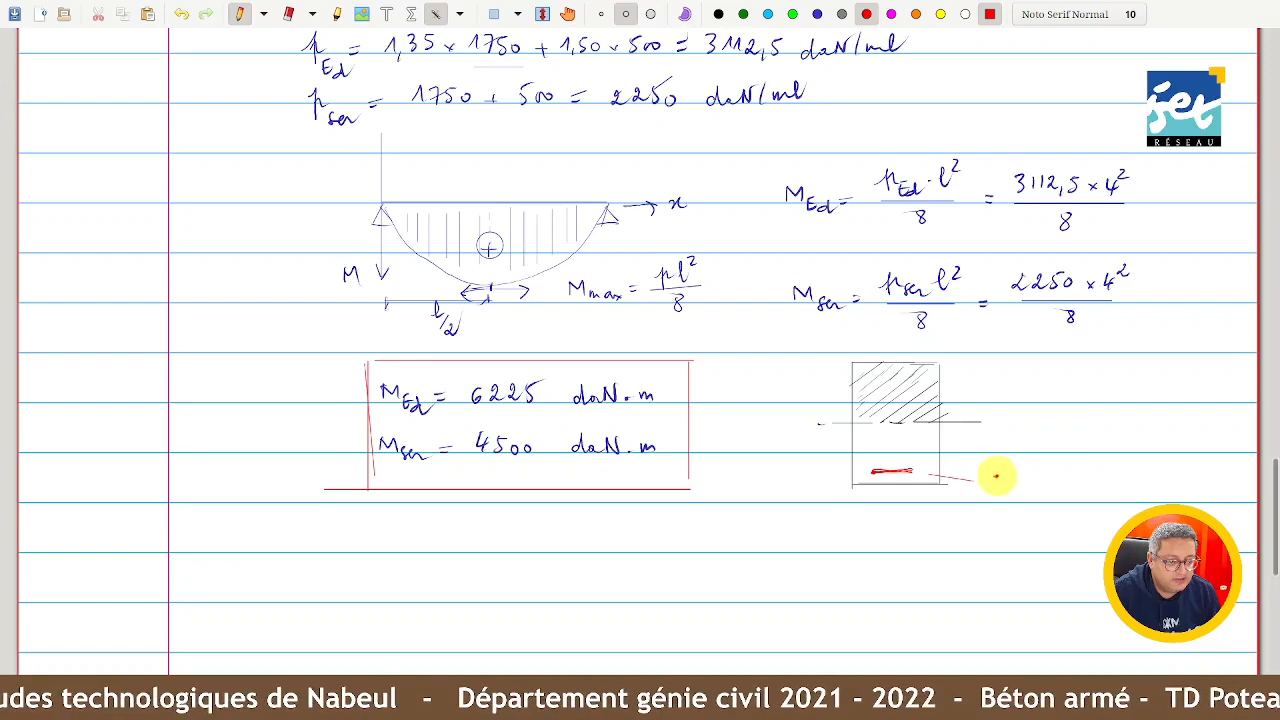 Noto Serif Normal 10
p_Ed = 1,35 × 1750 + 1,50 × 500 = 3112,5 daN/ml
p_ser = 1750 + 500 = 2250 daN/ml
iset
RÉSEAU
M_Ed = p_Ed · l² / 8 = 3112,5 × 4² / 8
x
M
+
l/2
M_max = pl² / 8
M_ser = p_ser l² / 8 = 2250 × 4² / 8
M_Ed = 6225 daN.m
M_ser = 4500 daN.m
udes technologiques de Nabeul - Département génie civil 2021 - 2022 - Béton armé - TD Potea